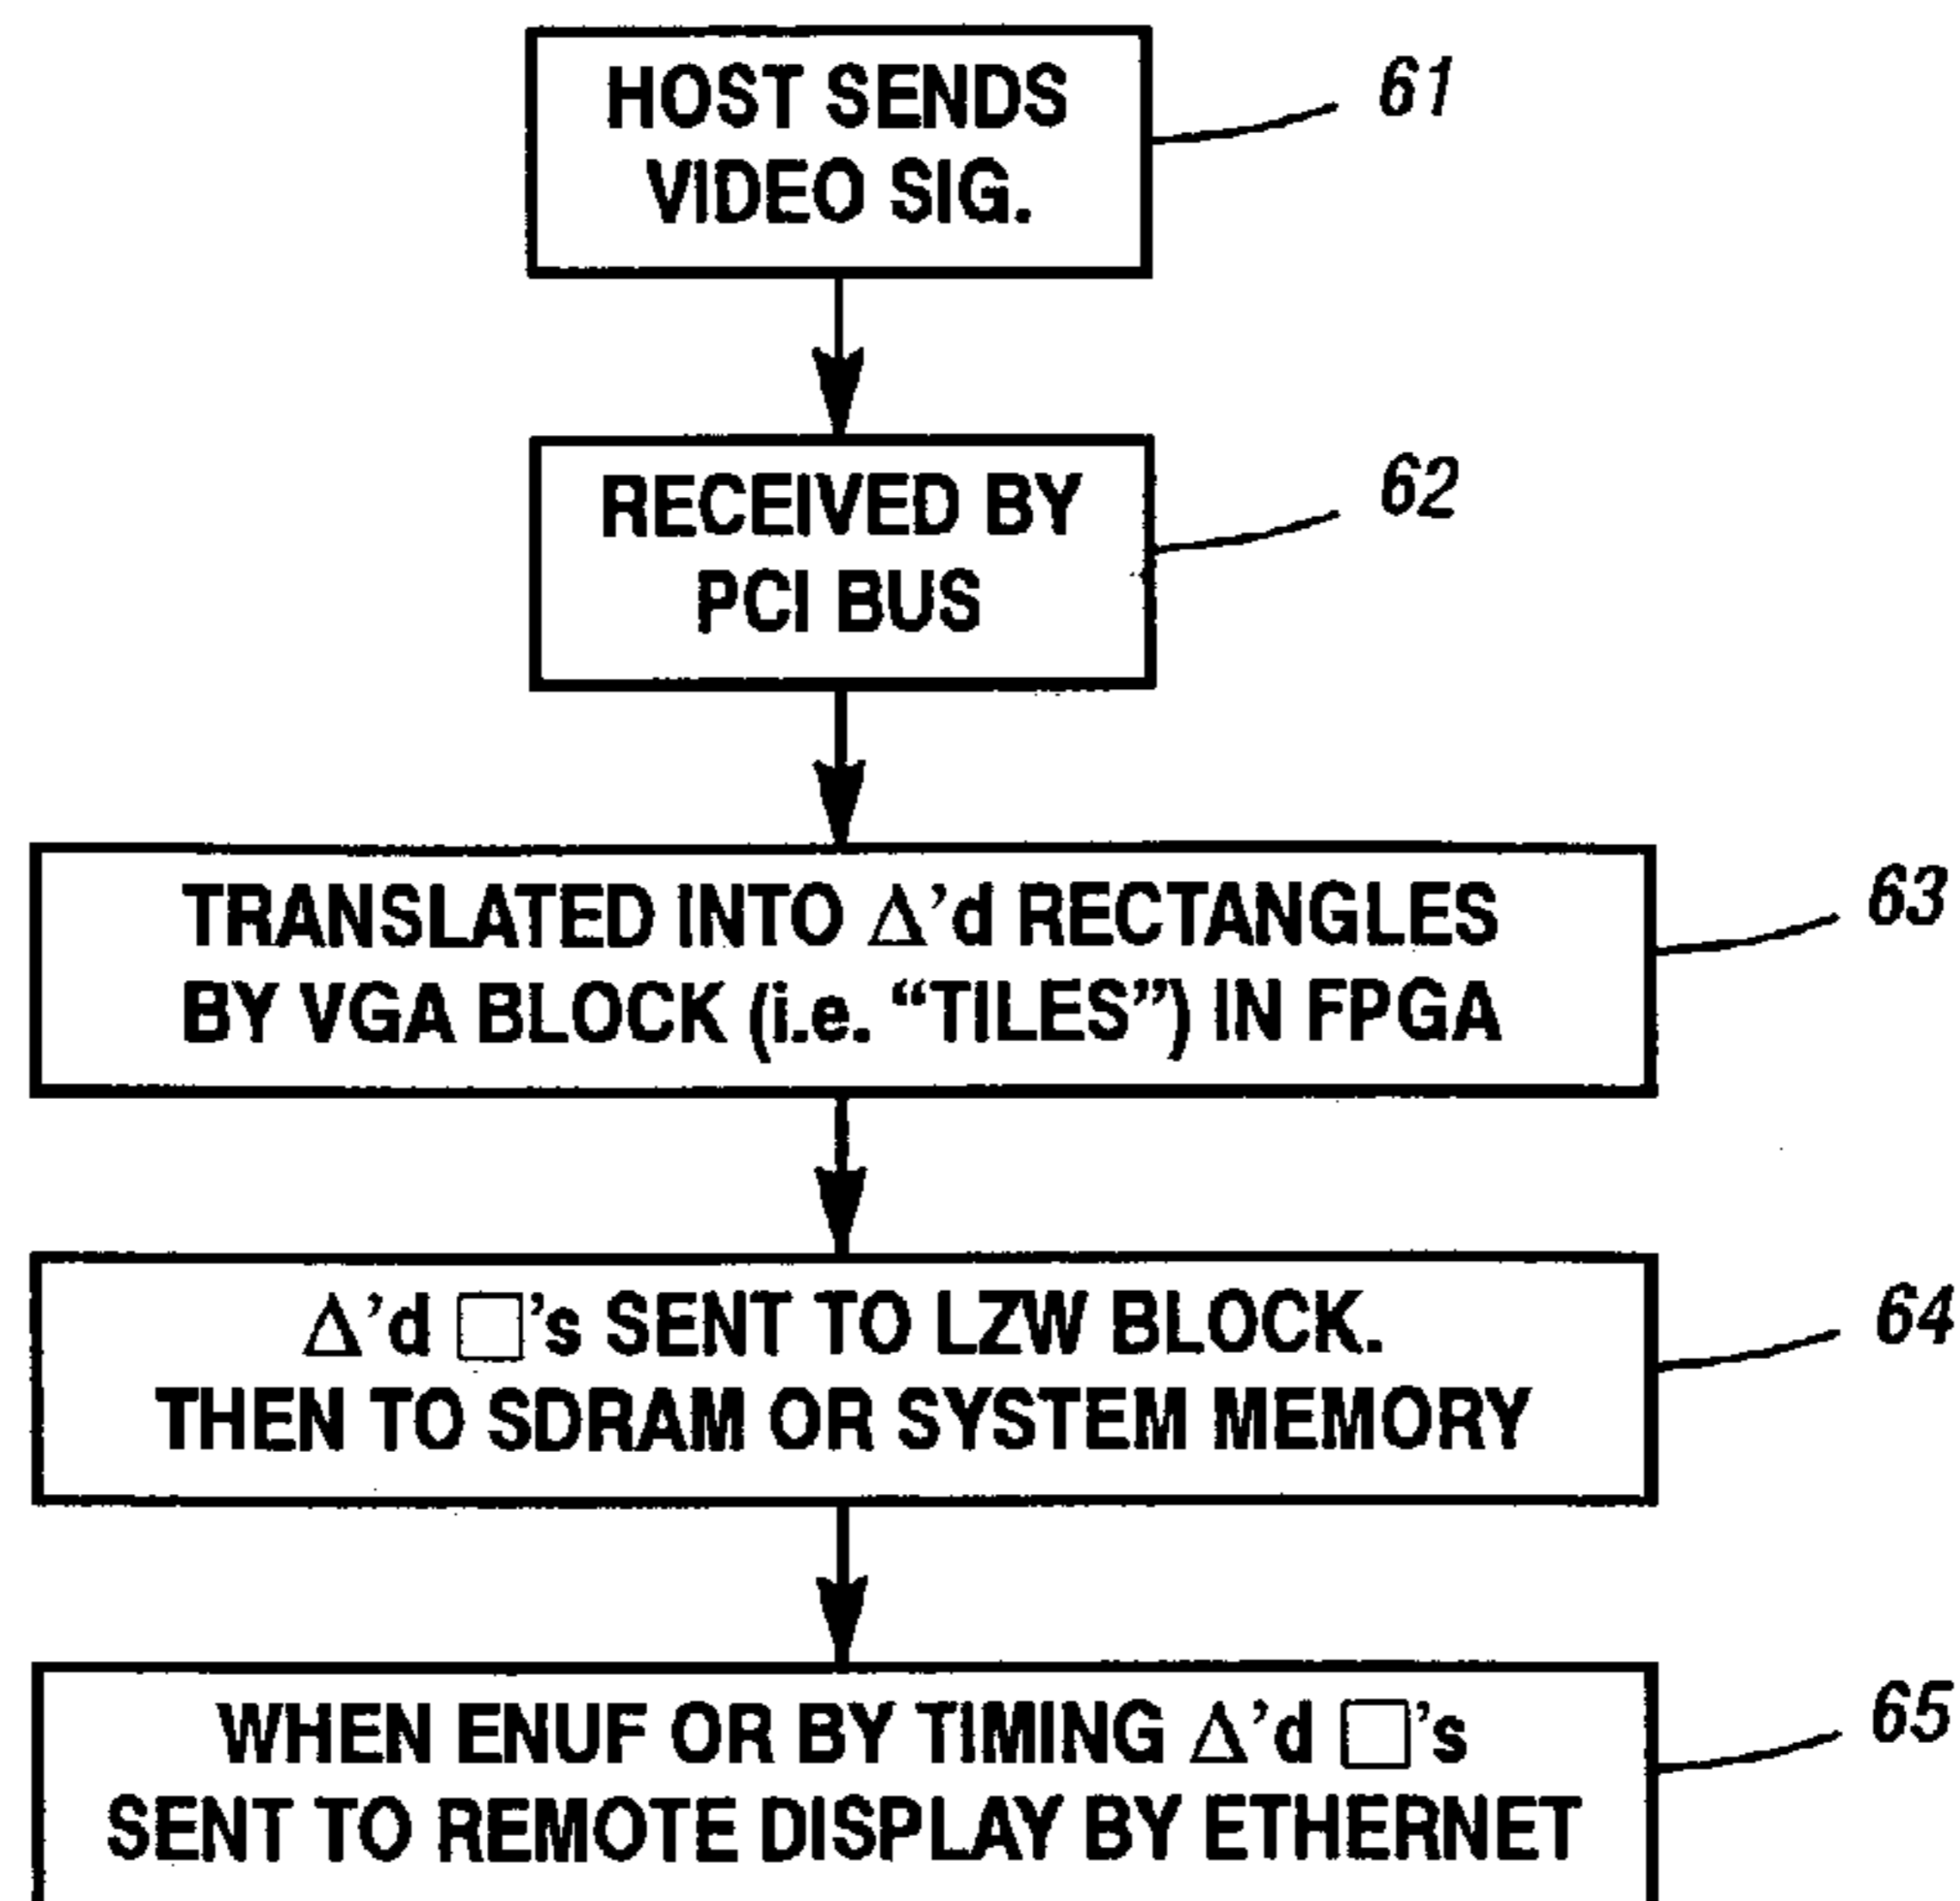 HOST SENDS
VIDEO SIG.
61
RECEIVED BY
PCI BUS
62
TRANSLATED INTO Δ’d RECTANGLES
BY VGA BLOCK (i.e. “TILES”) IN FPGA
63
Δ’d □’s SENT TO LZW BLOCK.
THEN TO SDRAM OR SYSTEM MEMORY
64
WHEN ENUF OR BY TIMING Δ’d □’s
SENT TO REMOTE DISPLAY BY ETHERNET
65